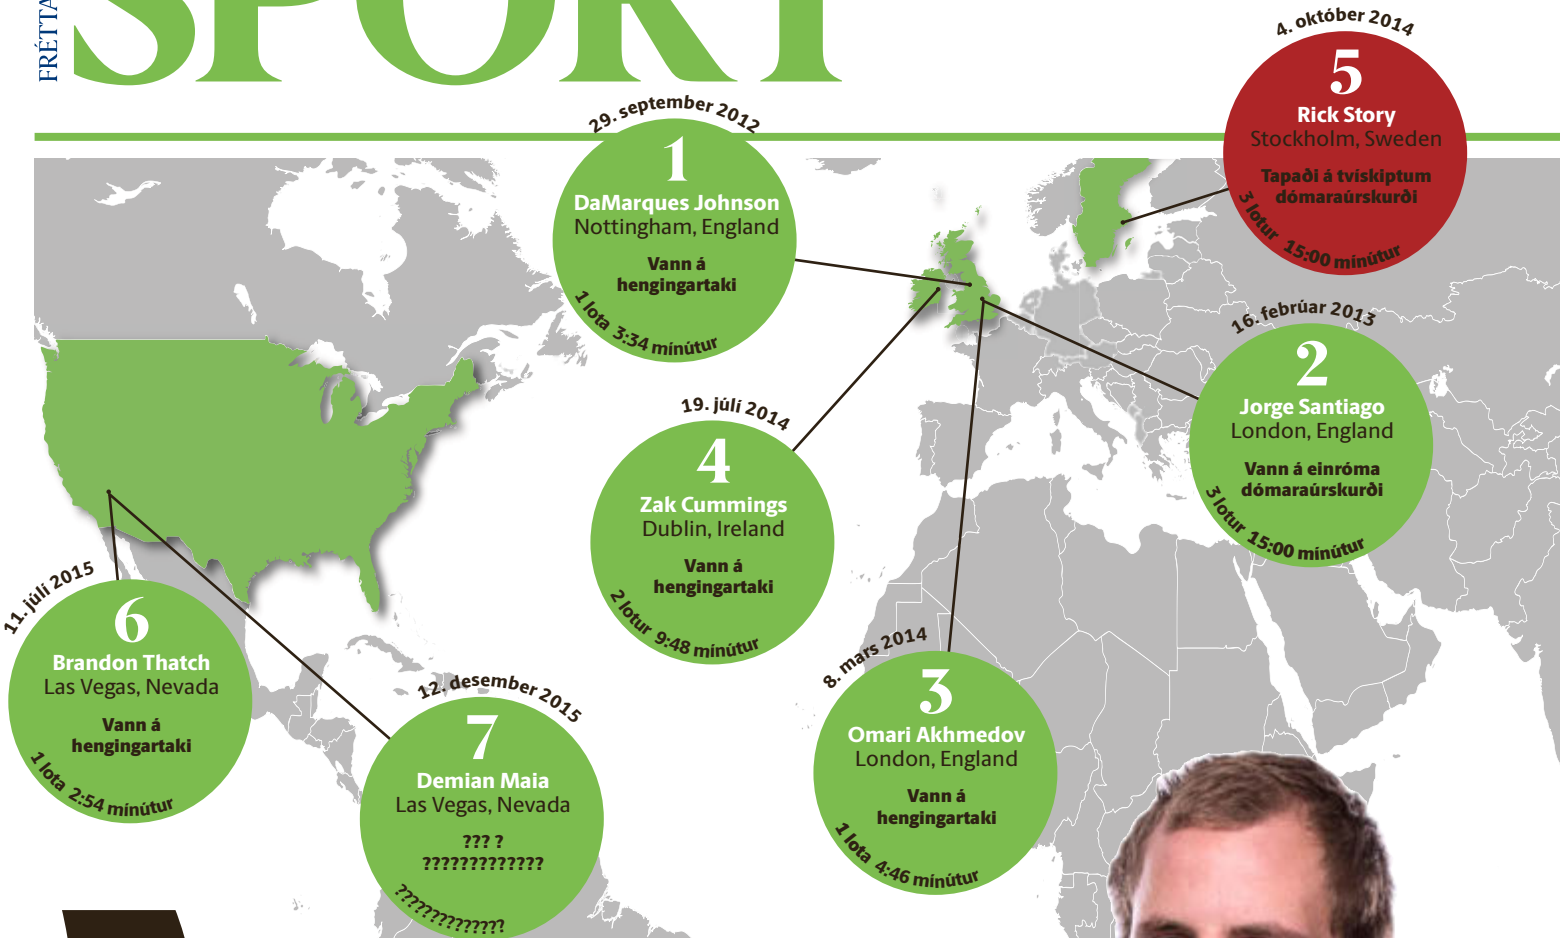 FRÉTTA
SPORT
29. september 2012
1
DaMarques Johnson
Nottingham, England
Vann á
hengingartaki
1 lota 3:34 mínútur
16. febrúar 2013
2
Jorge Santiago
London, England
Vann á einróma
dómaraúrskurði
3 lotur 15:00 mínútur
8. mars 2014
3
Omari Akhmedov
London, England
Vann á
hengingartaki
1 lota 4:46 mínútur
19. júlí 2014
4
Zak Cummings
Dublin, Ireland
Vann á
hengingartaki
2 lotur 9:48 mínútur
4. október 2014
5
Rick Story
Stockholm, Sweden
Tapaði á tvískiptum
dómaraúrskurði
3 lotur 15:00 mínútur
11. júlí 2015
6
Brandon Thatch
Las Vegas, Nevada
Vann á
hengingartaki
1 lota 2:54 mínútur
12. desember 2015
7
Demian Maia
Las Vegas, Nevada
??? ?
?????????????
?????????????